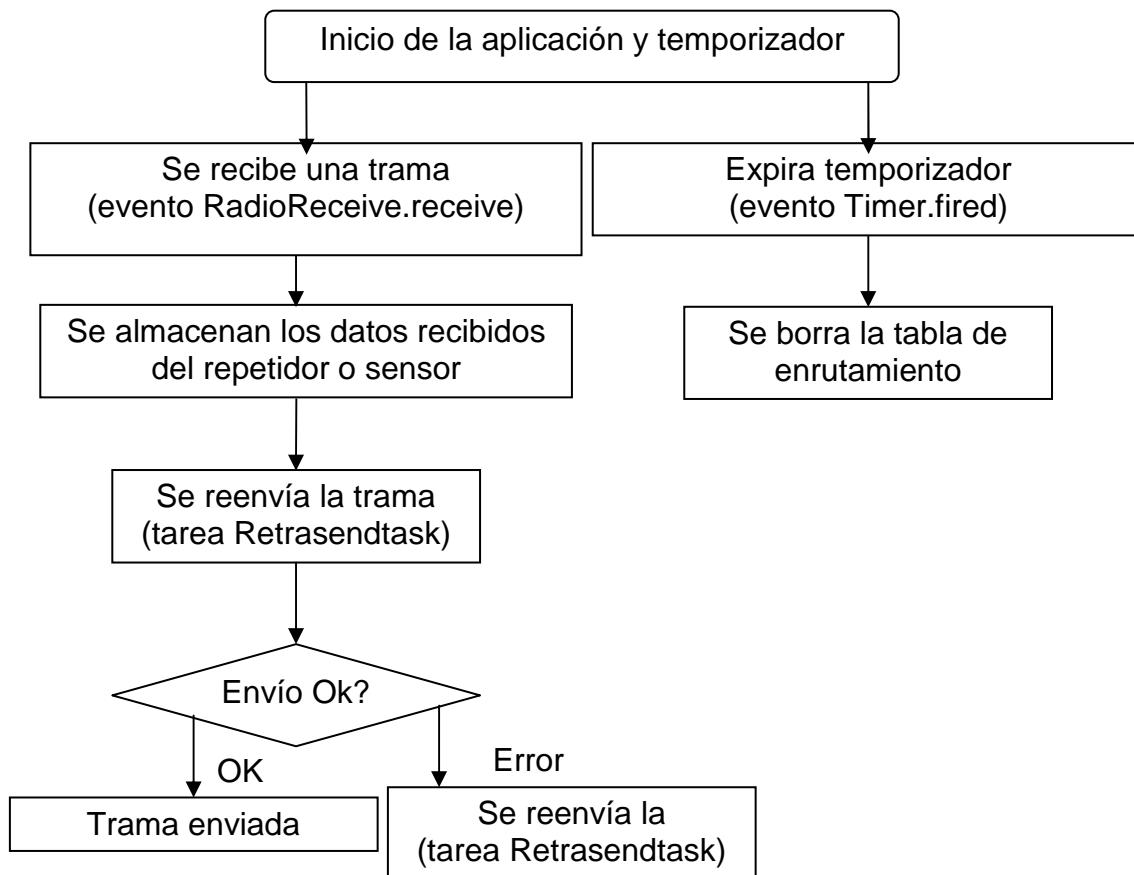 Inicio de la aplicación y temporizador
Se recibe una trama
(evento RadioReceive.receive)
Expira temporizador
(evento Timer.fired)
Se almacenan los datos recibidos
del repetidor o sensor
Se borra la tabla de
enrutamiento
Se reenvía la trama
(tarea Retrasendtask)
Envío Ok?
OK
Error
Trama enviada
Se reenvía la
(tarea Retrasendtask)